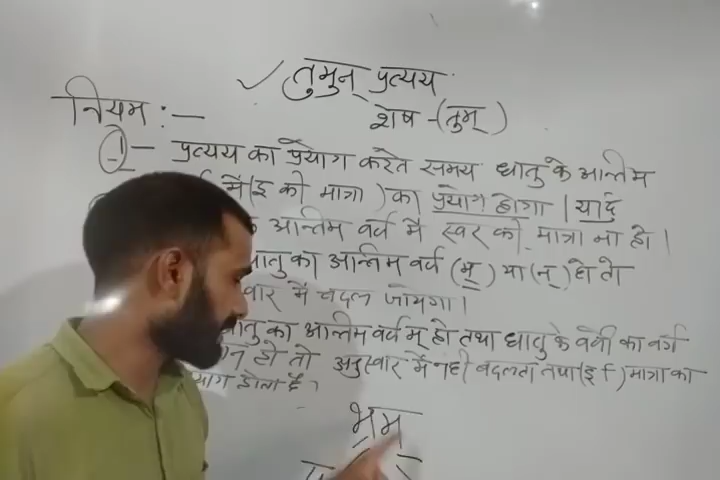 तुमुन् प्रत्यय
नियम :—
शेष -(तुम् )
1— प्रत्यय का प्रयोग करते समय धातु के अन्तिम
में (इ की मात्रा ) का प्रयोग होगा | यदि
के अन्तिम वर्ण में स्वर की मात्रा ना हो |
धातु का अन्तिम वर्ण (म्) या (न्) हो तो
में बदल जायेगा |
धातु का अन्तिम वर्ण म् हो तथा धातु के वर्णो का वर्ग
हो तो अनुस्वार में नही बदलता तथा (इ ि) मात्रा का
होता है
भ्रम्